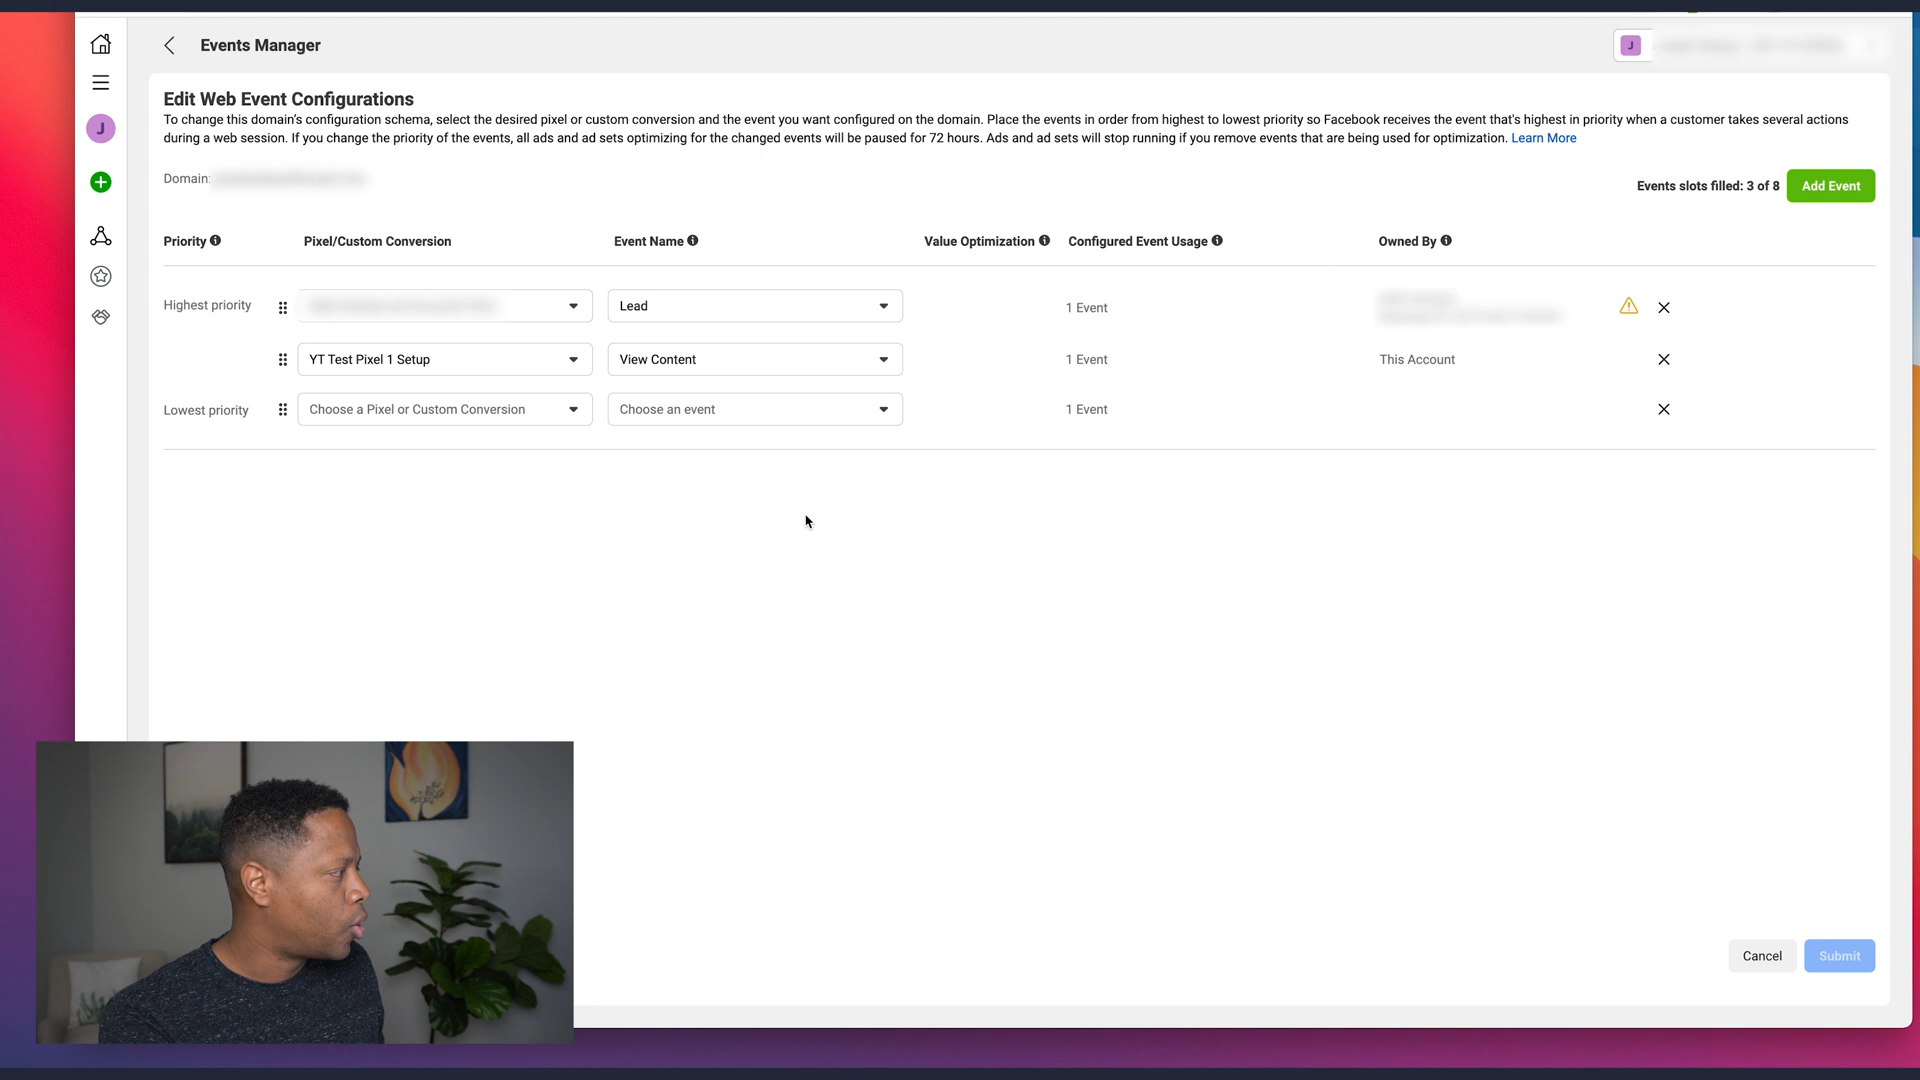 Events Manager
J
Edit Web Event Configurations
To change this domain's configuration schema, select the desired pixel or custom conversion and the event you want configured on the domain. Place the events in order from highest to lowest priority so Facebook receives the event that's highest in priority when a customer takes several actions
during a web session. If you change the priority of the events, all ads and ad sets optimizing for the changed events will be paused for 72 hours. Ads and ad sets will stop running if you remove events that are being used for optimization. Learn More
J
Domain:
Events slots filled: 3 of 8 Add Event
Priority Pixel/Custom Conversion Event Name Value Optimization Configured Event Usage Owned By
Highest priority Lead 1 Event
YT Test Pixel 1 Setup View Content 1 Event This Account
Lowest priority Choose a Pixel or Custom Conversion Choose an event 1 Event
Cancel Submit